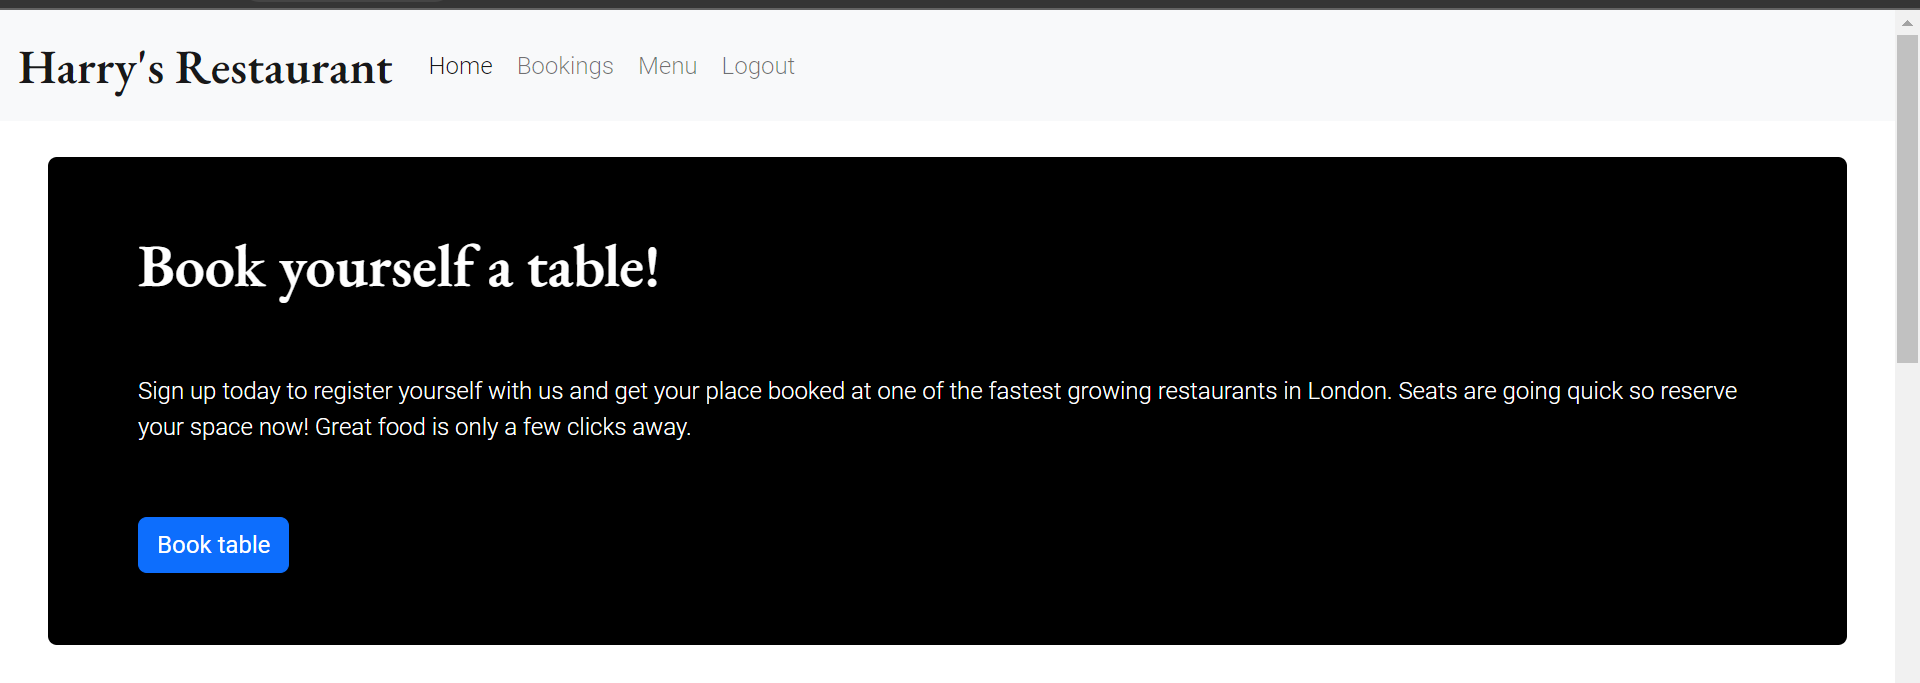 Harry's Restaurant Home Bookings Menu Logout
Book yourself a table!
Sign up today to register yourself with us and get your place booked at one of the fastest growing restaurants in London. Seats are going quick so reserve
your space now! Great food is only a few clicks away.
Book table